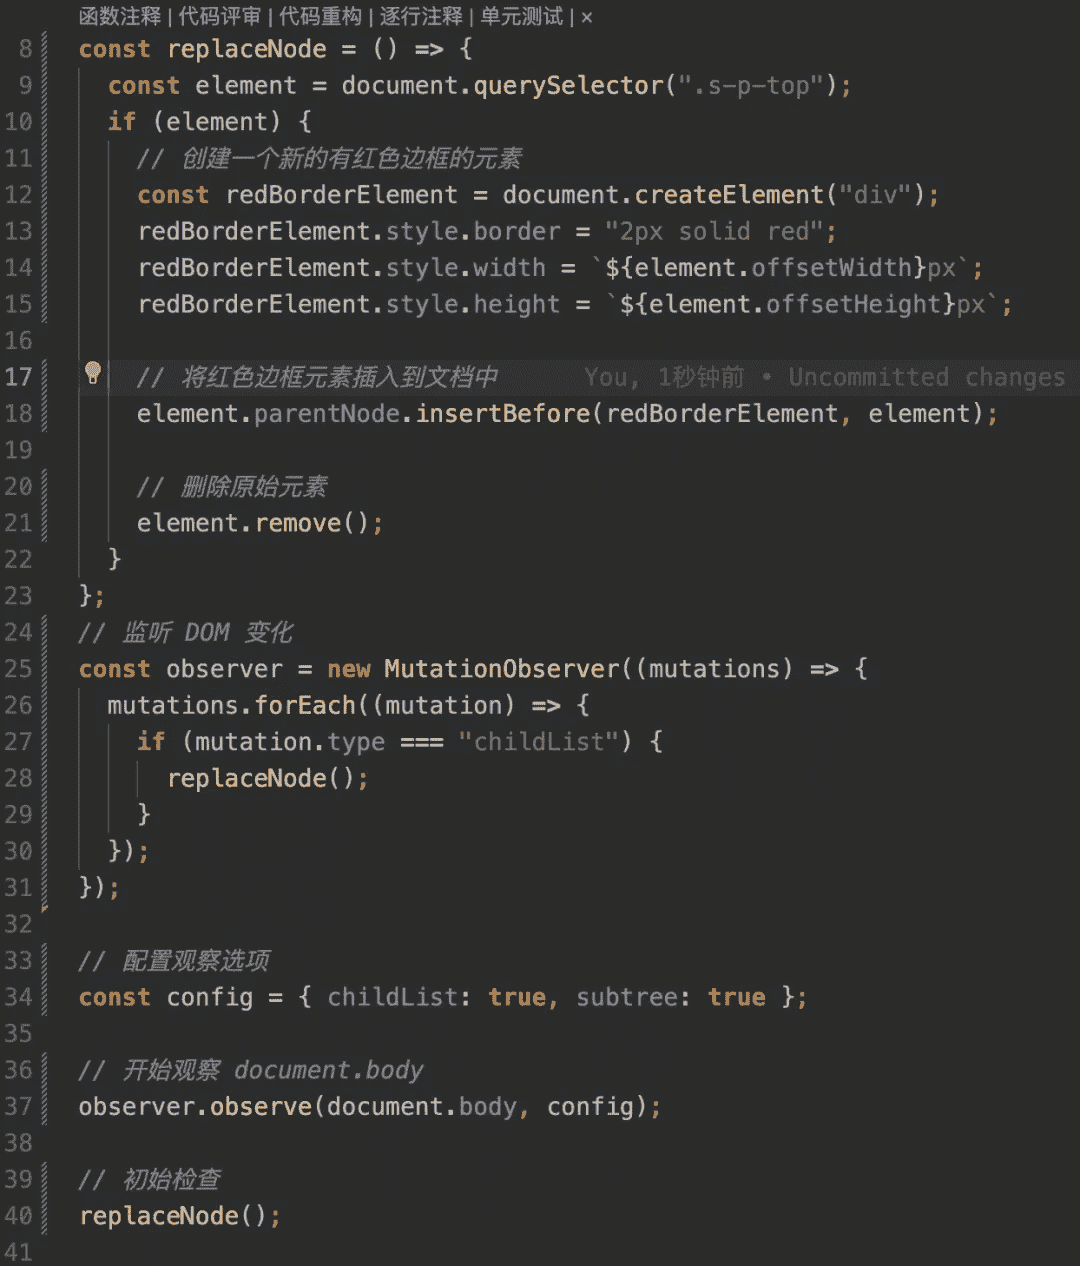 函数注释 | 代码评审 | 代码重构 | 逐行注释 | 单元测试 | ×
8 const replaceNode = () => {
9 const element = document.querySelector(".s-p-top");
10 if (element) {
11 // 创建一个新的有红色边框的元素
12 const redBorderElement = document.createElement("div");
13 redBorderElement.style.border = "2px solid red";
14 redBorderElement.style.width = `${element.offsetWidth}px`;
15 redBorderElement.style.height = `${element.offsetHeight}px`;
16
17 // 将红色边框元素插入到文档中 You, 1秒钟前 • Uncommitted changes
18 element.parentNode.insertBefore(redBorderElement, element);
19
20 // 删除原始元素
21 element.remove();
22 }
23 };
24 // 监听 DOM 变化
25 const observer = new MutationObserver((mutations) => {
26 mutations.forEach((mutation) => {
27 if (mutation.type === "childList") {
28 replaceNode();
29 }
30 });
31 });
32
33 // 配置观察选项
34 const config = { childList: true, subtree: true };
35
36 // 开始观察 document.body
37 observer.observe(document.body, config);
38
39 // 初始检查
40 replaceNode();
41